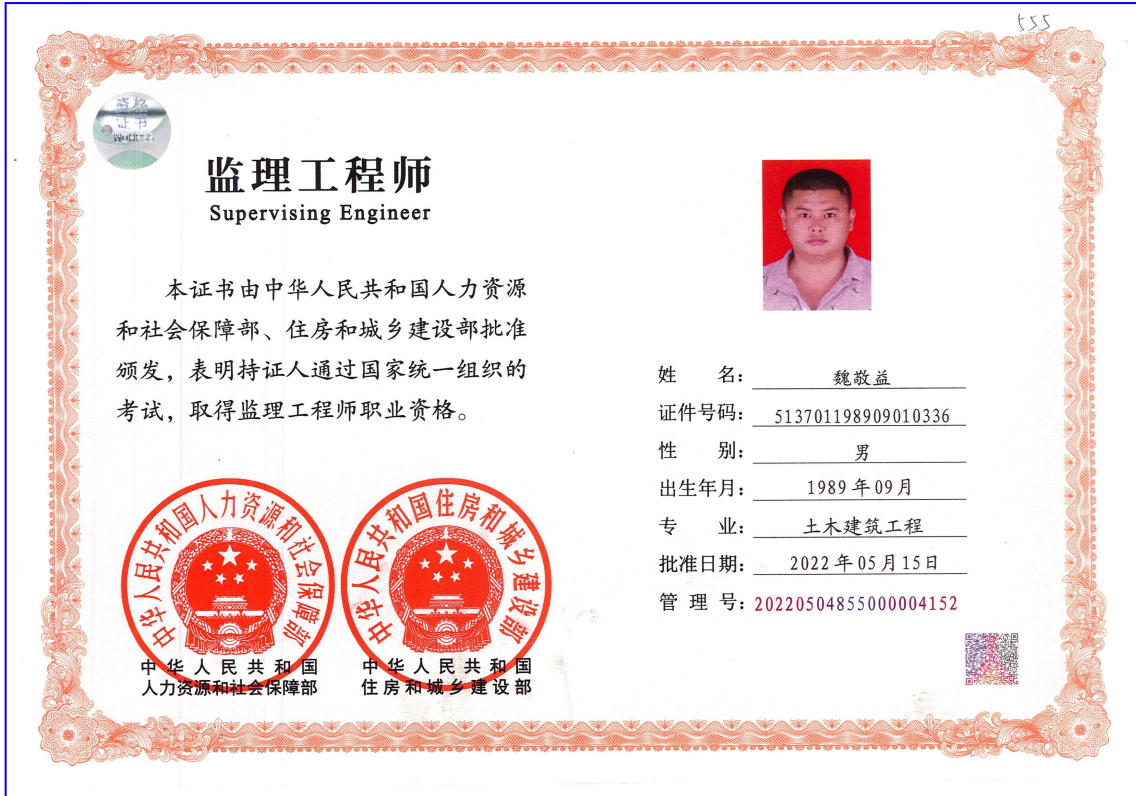 555
资格
证书
监理工程师
Supervising Engineer
本证书由中华人民共和国人力资源
和社会保障部、住房和城乡建设部批准
颁发，表明持证人通过国家统一组织的
考试，取得监理工程师职业资格。
中华人民共和国人力资源和社会保障部
中华人民共和国
人力资源和社会保障部
中华人民共和国住房和城乡建设部
中华人民共和国
住房和城乡建设部
姓 名：魏敬益
证件号码：513701198909010336
性 别：男
出生年月：1989年09月
专 业：土木建筑工程
批准日期：2022年05月15日
管 理 号：20220504855000004152